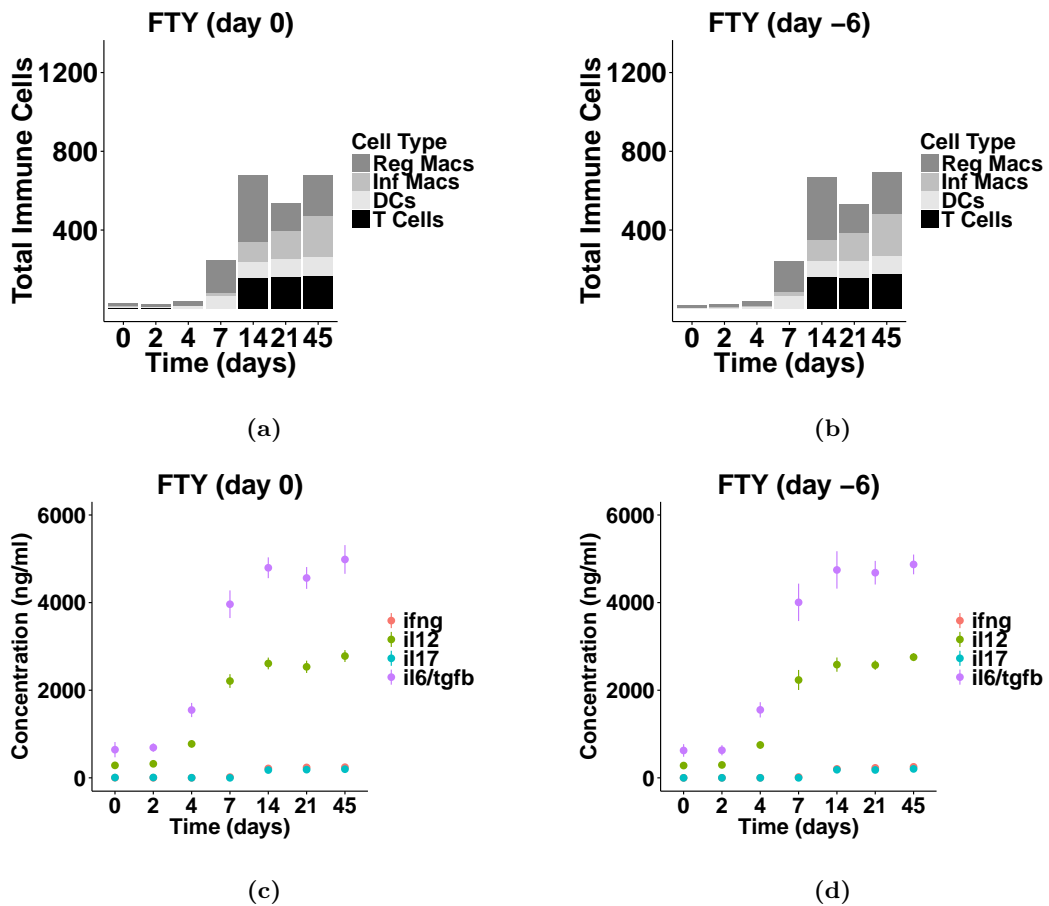 FTY (day 0)
Total Immune Cells
1200
800
400
0 2 4 7 14 21 45
Time (days)
Cell Type
Reg Macs
Inf Macs
DCs
T Cells
(a)
FTY (day −6)
Total Immune Cells
1200
800
400
0 2 4 7 14 21 45
Time (days)
Cell Type
Reg Macs
Inf Macs
DCs
T Cells
(b)
FTY (day 0)
Concentration (ng/ml)
6000
4000
2000
0
0 2 4 7 14 21 45
Time (days)
ifng
il12
il17
il6/tgfb
(c)
FTY (day −6)
Concentration (ng/ml)
6000
4000
2000
0
0 2 4 7 14 21 45
Time (days)
ifng
il12
il17
il6/tgfb
(d)